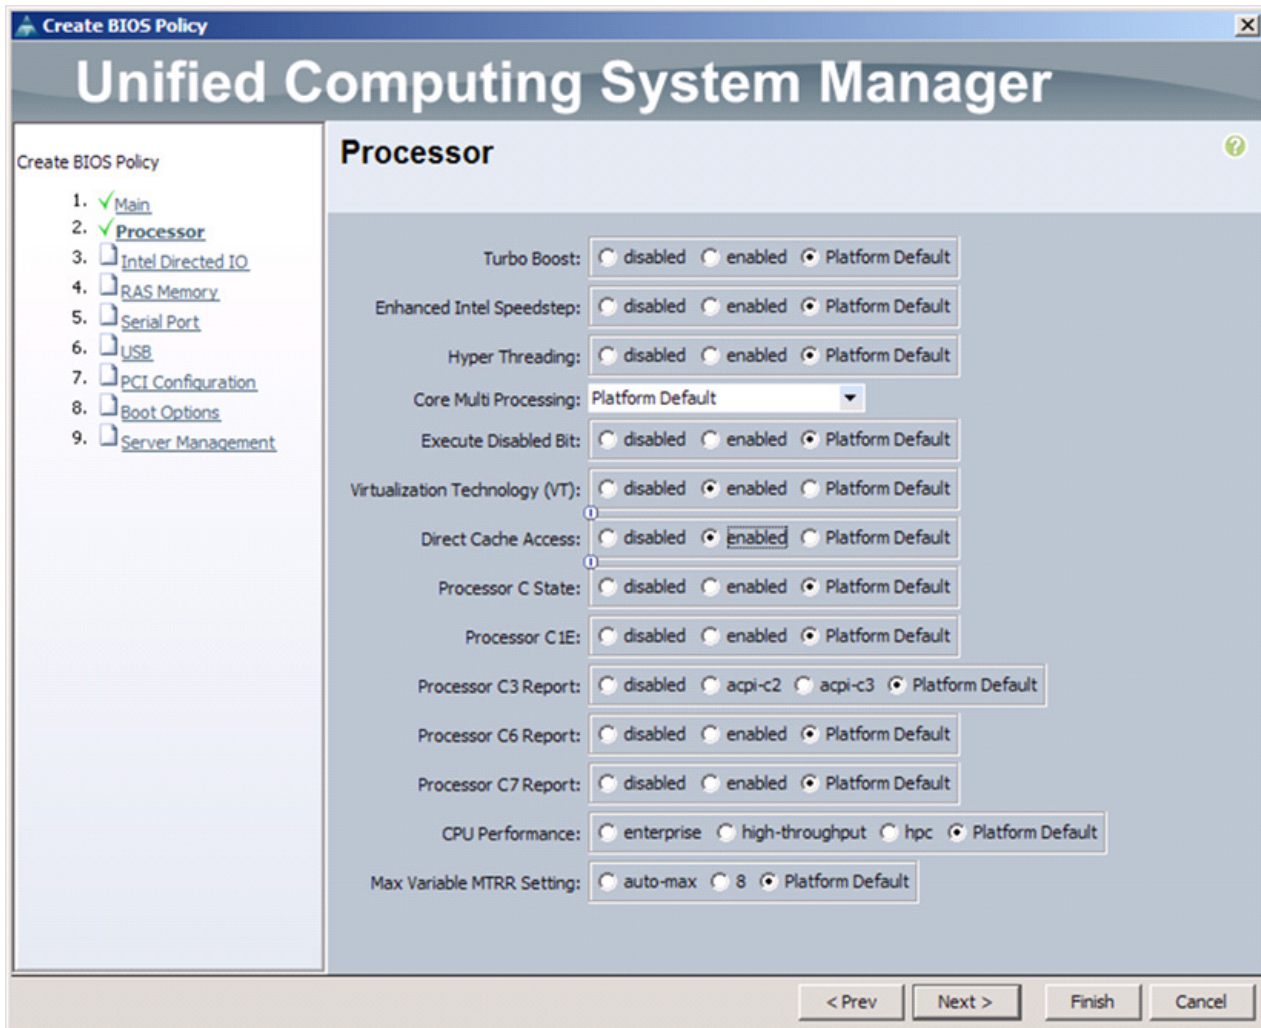 Create BIOS Policy
Unified Computing System Manager
Create BIOS Policy
1. Main
2. Processor
3. Intel Directed IO
4. RAS Memory
5. Serial Port
6. USB
7. PCI Configuration
8. Boot Options
9. Server Management
Processor
Turbo Boost: disabled enabled Platform Default
Enhanced Intel Speedstep: disabled enabled Platform Default
Hyper Threading: disabled enabled Platform Default
Core Multi Processing: Platform Default
Execute Disabled Bit: disabled enabled Platform Default
Virtualization Technology (VT): disabled enabled Platform Default
Direct Cache Access: disabled enabled Platform Default
Processor C State: disabled enabled Platform Default
Processor C1E: disabled enabled Platform Default
Processor C3 Report: disabled acpi-c2 acpi-c3 Platform Default
Processor C6 Report: disabled enabled Platform Default
Processor C7 Report: disabled enabled Platform Default
CPU Performance: enterprise high-throughput hpc Platform Default
Max Variable MTRR Setting: auto-max 8 Platform Default
< Prev Next > Finish Cancel